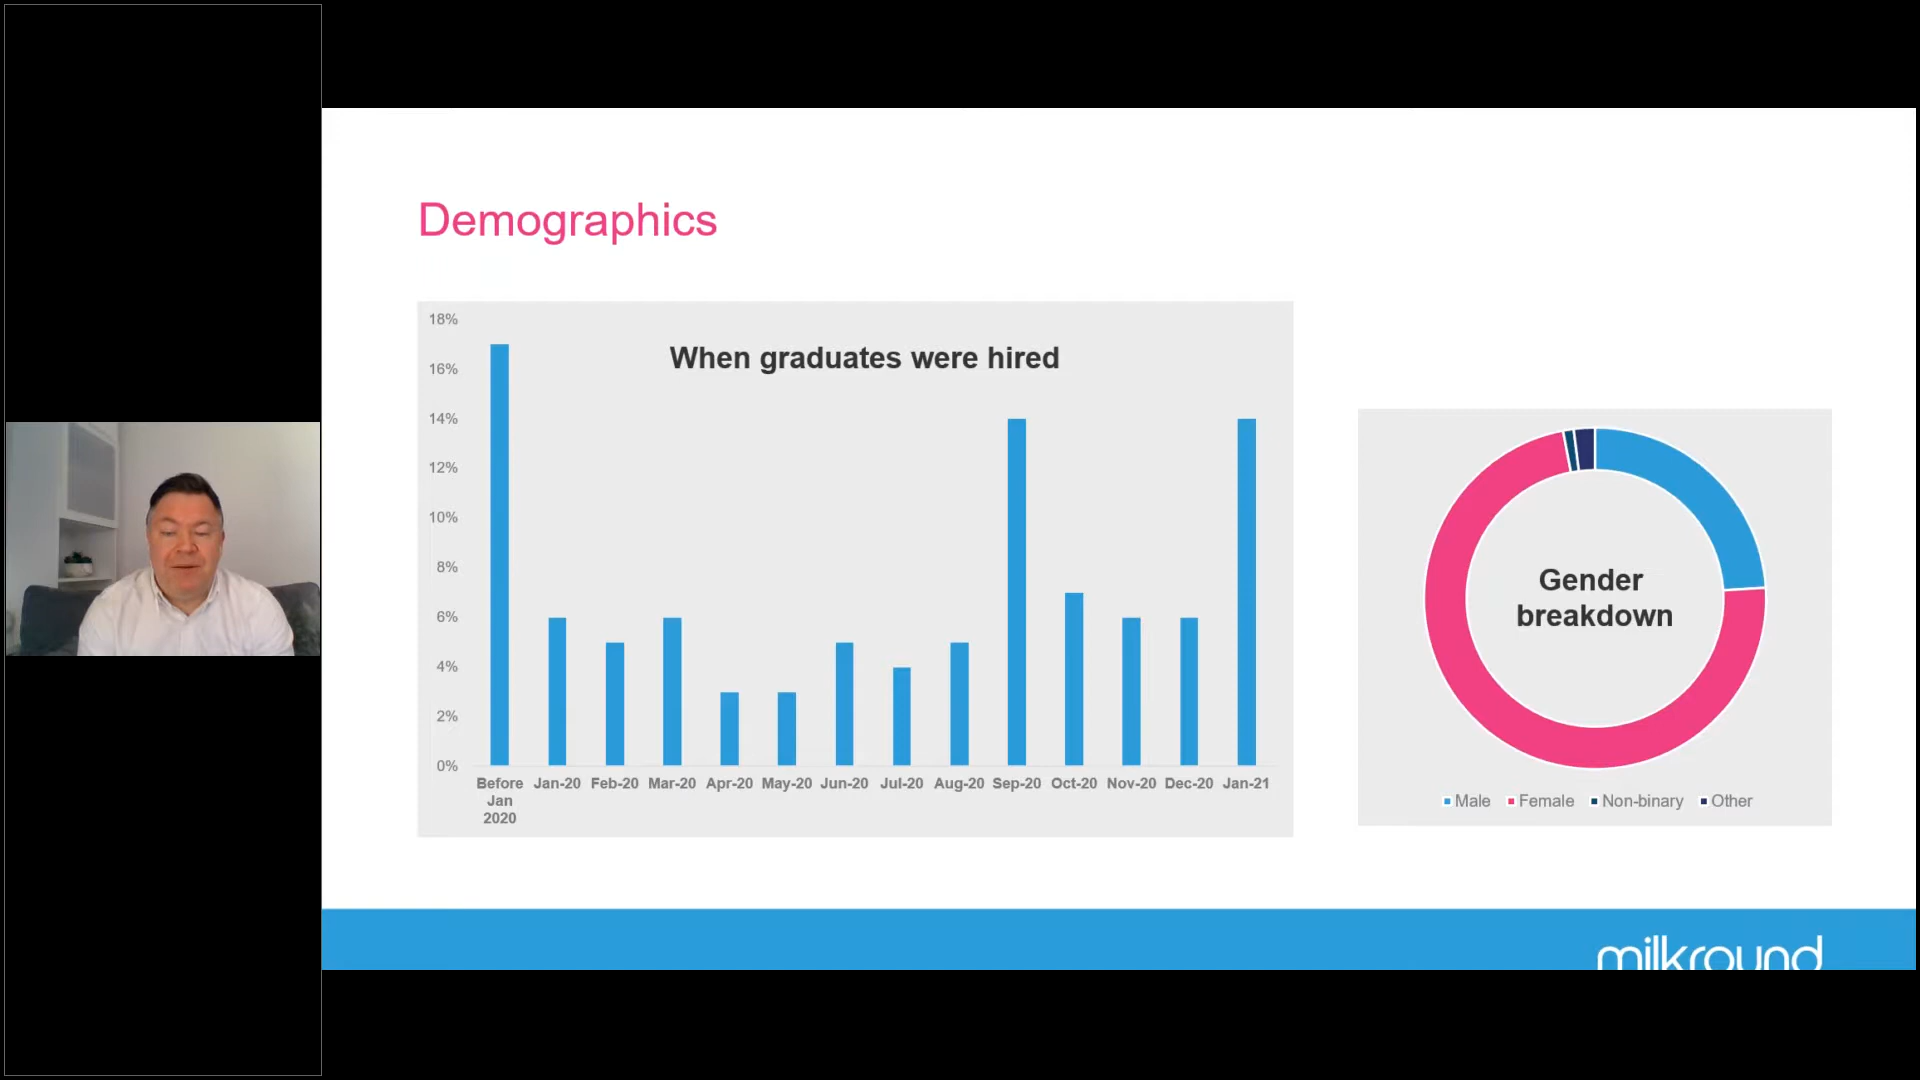 Demographics
When graduates were hired
18%
16%
14%
12%
10%
8%
6%
4%
2%
0%
Before Jan-20 Feb-20 Mar-20 Apr-20 May-20 Jun-20 Jul-20 Aug-20 Sep-20 Oct-20 Nov-20 Dec-20 Jan-21
Jan
2020
Gender
breakdown
Male Female Non-binary Other
milkround